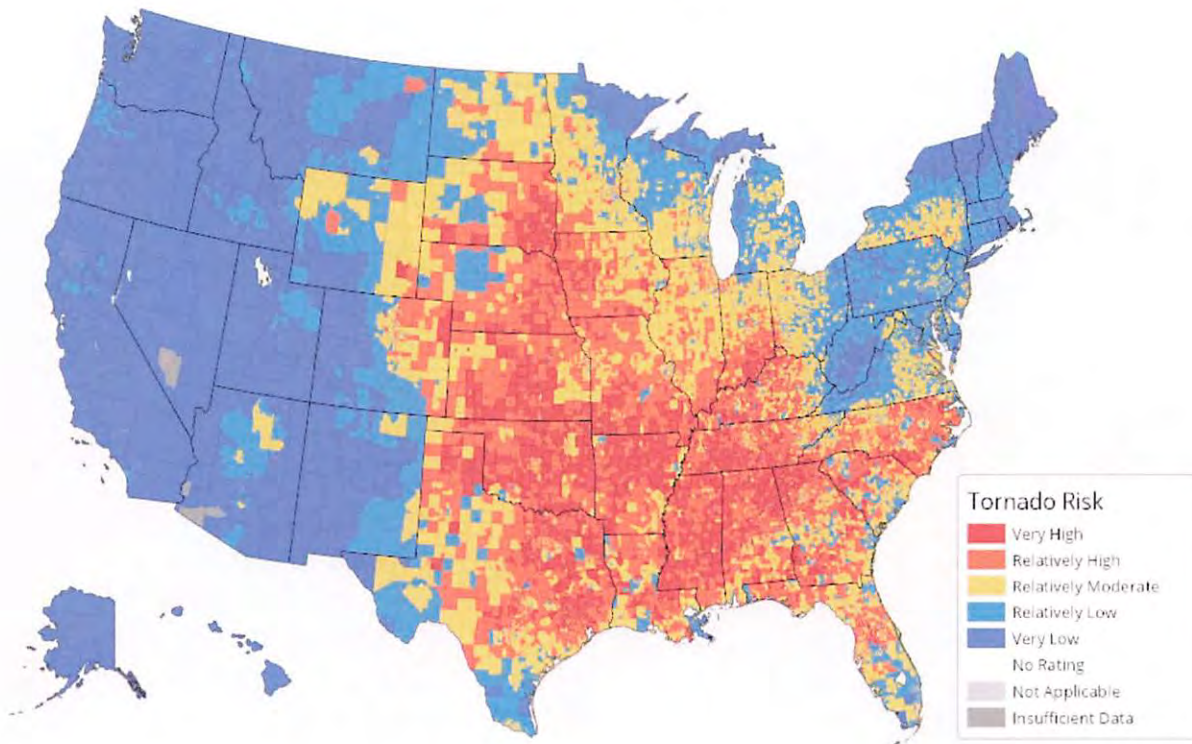 Tornado Risk
Very High
Relatively High
Relatively Moderate
Relatively Low
Very Low
No Rating
Not Applicable
Insufficient Data